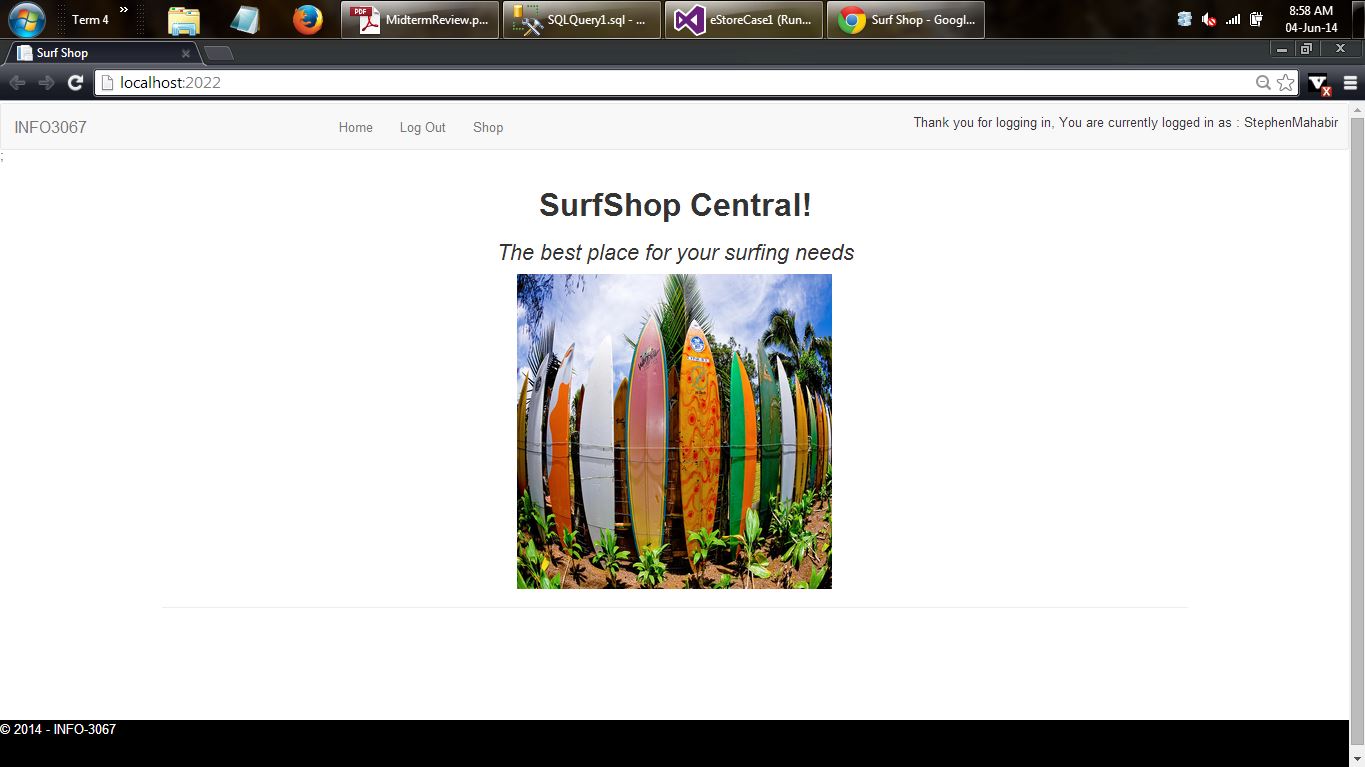 Term 4
»
PDF
MidtermReview.p...
SQLQuery1.sql - ...
eStoreCase1 (Run...
Surf Shop - Googl...
8:58 AM
04-Jun-14
Surf Shop
localhost:2022
INFO3067
Home
Log Out
Shop
Thank you for logging in, You are currently logged in as : StephenMahabir
;
SurfShop Central!
The best place for your surfing needs
© 2014 - INFO-3067